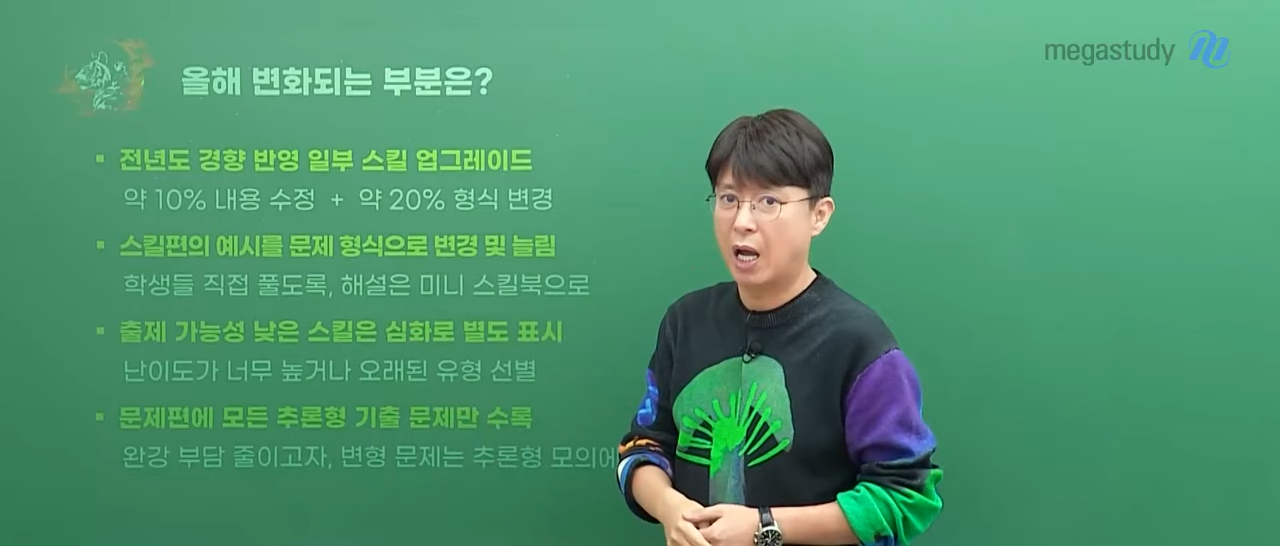 megastudy
올해 변화되는 부분은?
전년도 경향 반영 일부 스킬 업그레이드
약 10% 내용 수정 + 약 20% 형식 변경
스킬편의 예시를 문제 형식으로 변경 및 늘림
학생들 직접 풀도록, 해설은 미니 스킬북으로
출제 가능성 낮은 스킬은 심화로 별도 표시
난이도가 너무 높거나 오래된 유형 선별
문제편에 모든 추론형 기출 문제만 수록
완강 부담 줄이고자, 변형 문제는 추론형 모의에